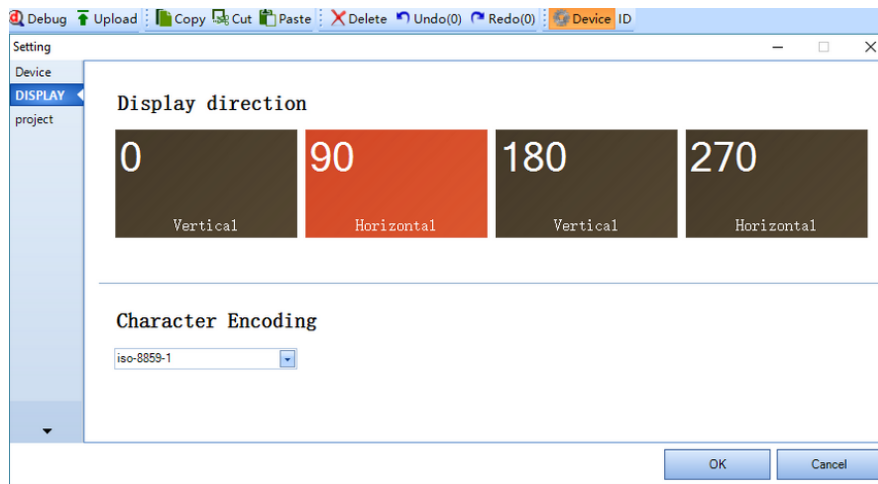 Debug Upload Copy Cut Paste Delete Undo(0) Redo(0) Device ID
Setting
Device
DISPLAY
project
Display direction
0 90 180 270
Vertical Horizontal Vertical Horizontal
Character Encoding
iso-8859-1
OK Cancel